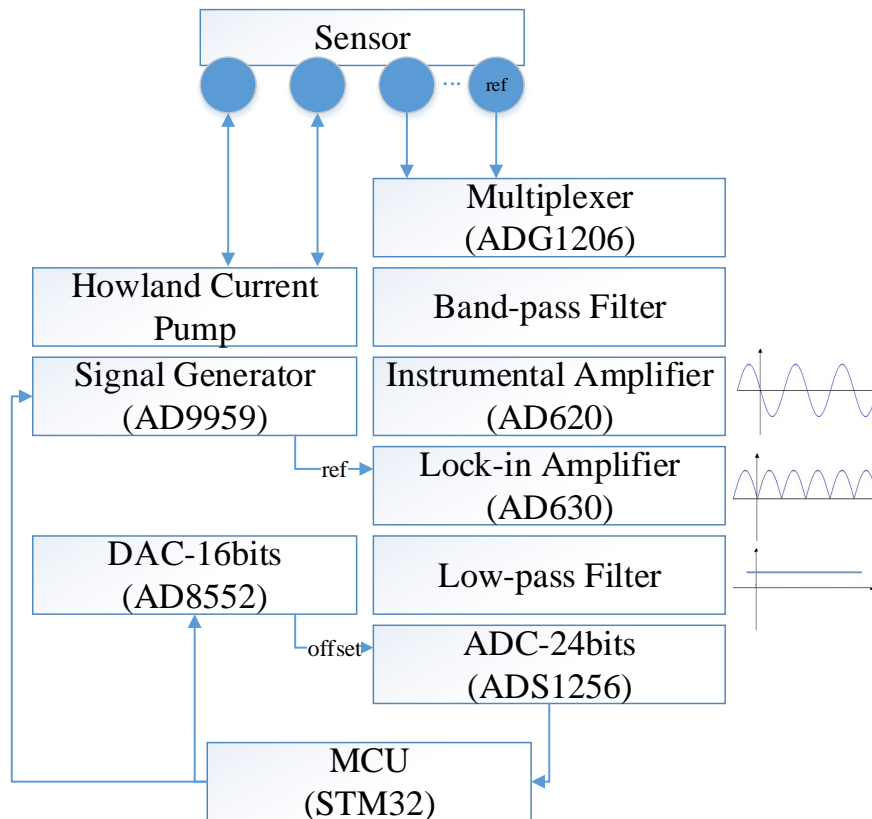 Sensor
...
ref
Multiplexer
(ADG1206)
Howland Current
Pump
Band-pass Filter
Signal Generator
(AD9959)
Instrumental Amplifier
(AD620)
ref
Lock-in Amplifier
(AD630)
DAC-16bits
(AD8552)
Low-pass Filter
offset
ADC-24bits
(ADS1256)
MCU
(STM32)